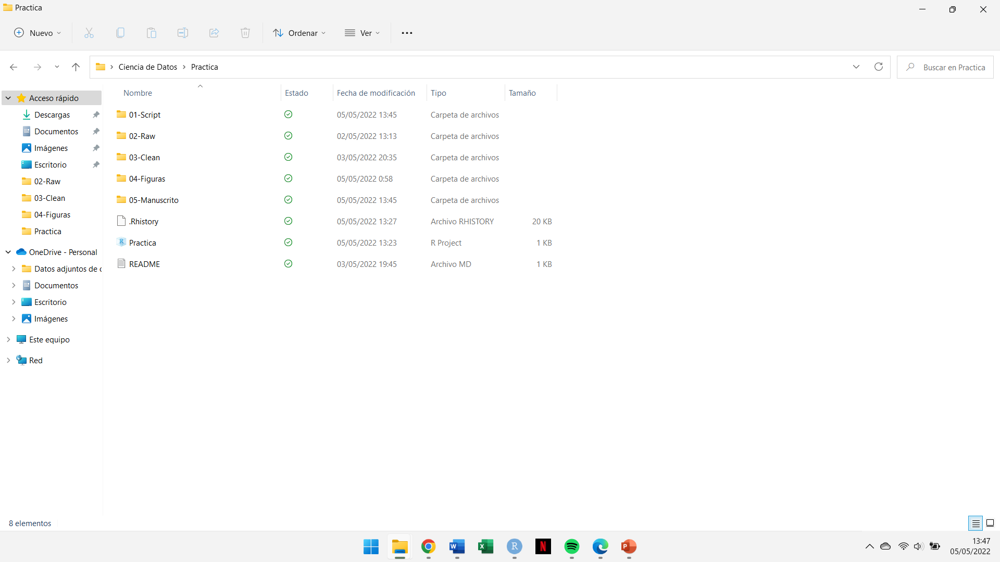 Practica
Nuevo
Ordenar
Ver
Ciencia de Datos > Practica
Buscar en Practica
Nombre Estado Fecha de modificación Tipo Tamaño
01-Script 05/05/2022 13:45 Carpeta de archivos
02-Raw 02/05/2022 13:13 Carpeta de archivos
03-Clean 03/05/2022 20:35 Carpeta de archivos
04-Figuras 05/05/2022 0:58 Carpeta de archivos
05-Manuscrito 05/05/2022 13:45 Carpeta de archivos
.Rhistory 05/05/2022 13:27 Archivo RHISTORY 20 KB
Practica 05/05/2022 13:23 R Project 1 KB
README 03/05/2022 19:45 Archivo MD 1 KB
Acceso rápido
Descargas
Documentos
Imágenes
Escritorio
02-Raw
03-Clean
04-Figuras
Practica
OneDrive - Personal
Datos adjuntos de
Documentos
Escritorio
Imágenes
Este equipo
Red
8 elementos
13:47
05/05/2022